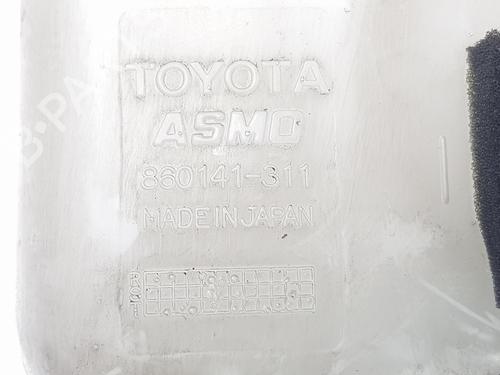 TOYOTA
ASMO
860141-311
MADE IN JAPAN